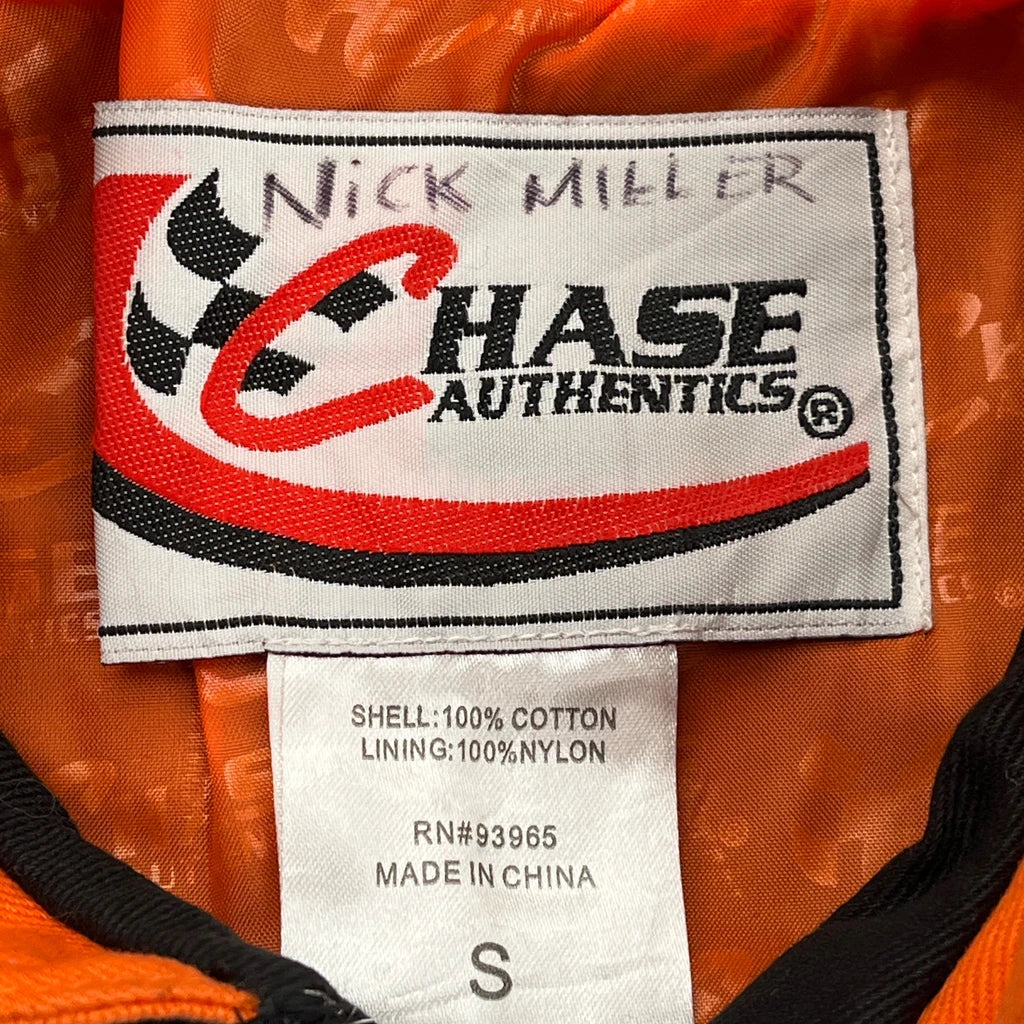 NiCK MILLER
CHASE
AUTHENTICS®
SHELL:100% COTTON
LINING:100%NYLON
RN#93965
MADE IN CHINA
S